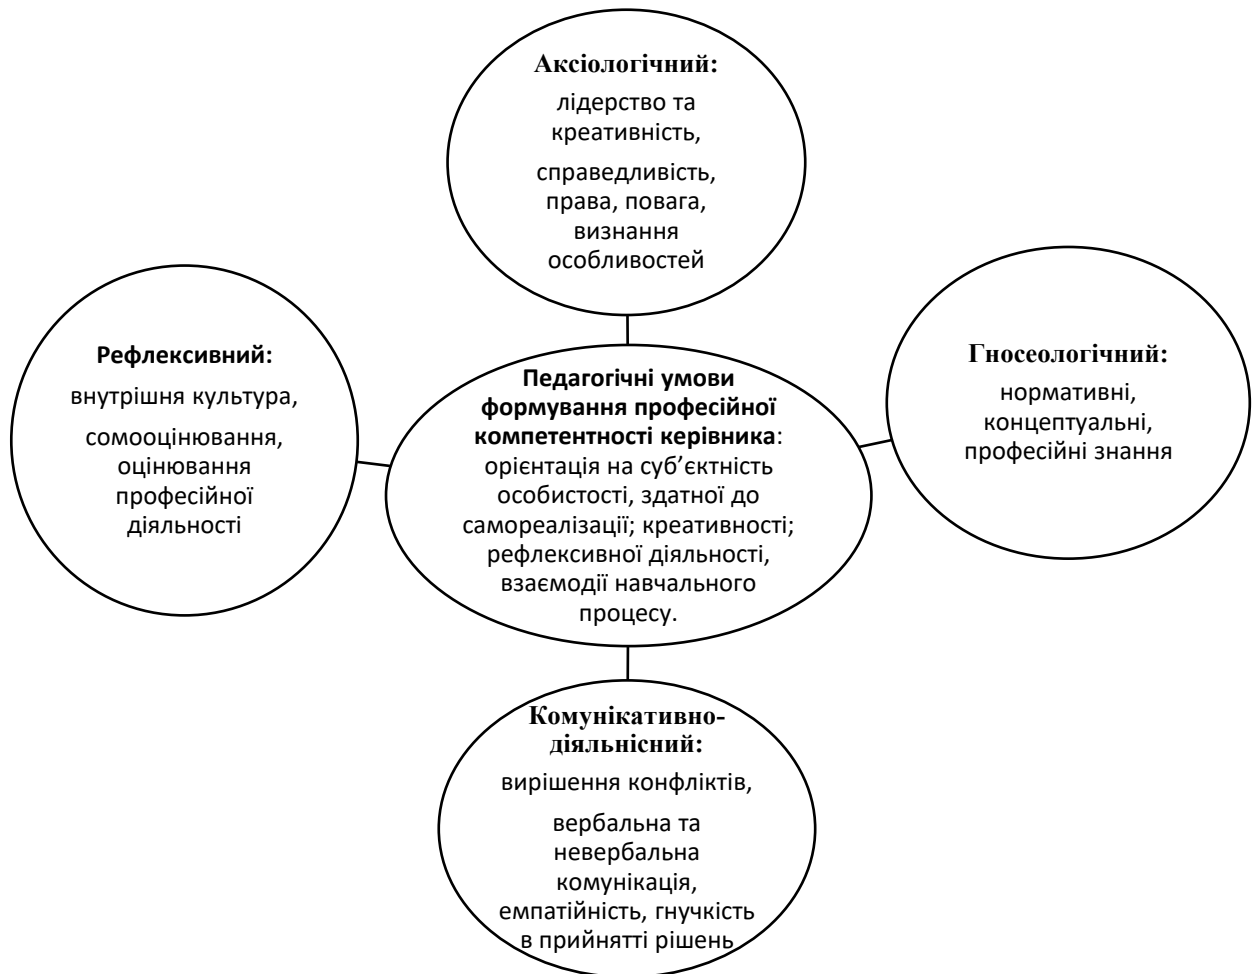 Аксіологічний:
лідерство та
креативність,
справедливість,
права, повага,
визнання
особливостей
Рефлексивний:
внутрішня культура,
сомооцінювання,
оцінювання
професійної
діяльності
Педагогічні умови
формування професійної
компетентності керівника:
орієнтація на суб’єктність
особистості, здатної до
самореалізації; креативності;
рефлексивної діяльності,
взаємодії навчального
процесу.
Гносеологічний:
нормативні,
концептуальні,
професійні знання
Комунікативно-
діяльнісний:
вирішення конфліктів,
вербальна та
невербальна
комунікація,
емпатійність, гнучкість
в прийнятті рішень